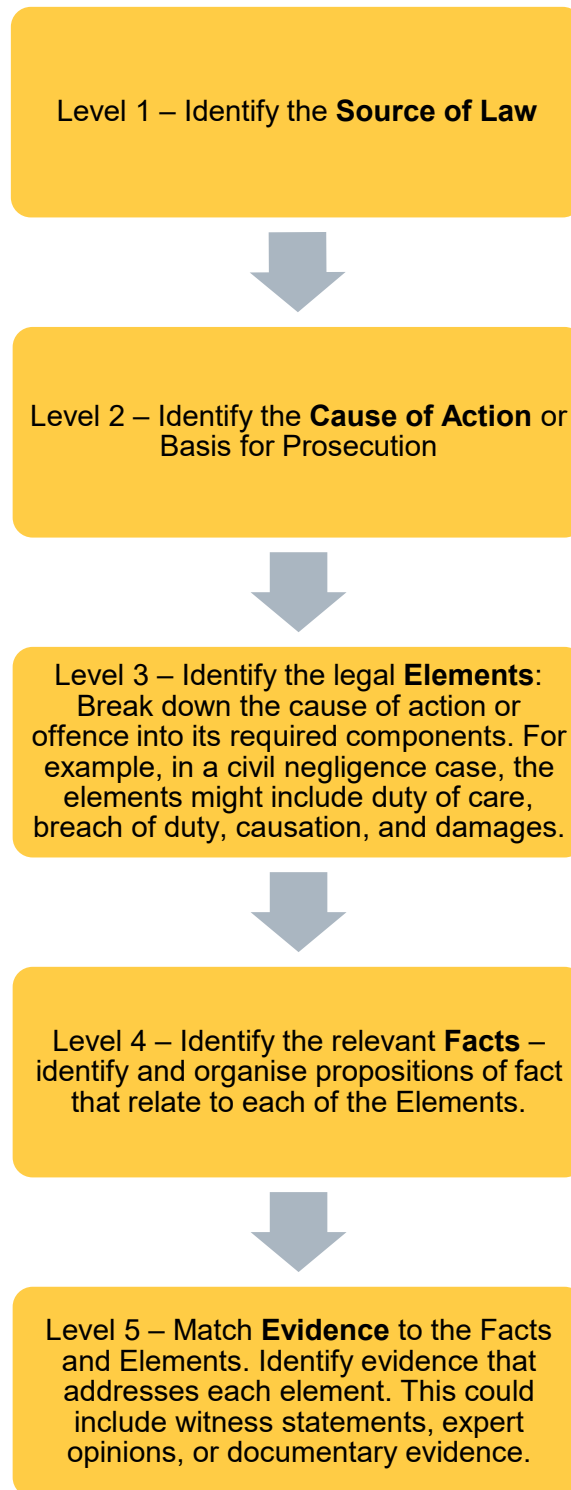 Level 1 – Identify the Source of Law
Level 2 – Identify the Cause of Action or
Basis for Prosecution
Level 3 – Identify the legal Elements:
Break down the cause of action or
offence into its required components. For
example, in a civil negligence case, the
elements might include duty of care,
breach of duty, causation, and damages.
Level 4 – Identify the relevant Facts –
identify and organise propositions of fact
that relate to each of the Elements.
Level 5 – Match Evidence to the Facts
and Elements. Identify evidence that
addresses each element. This could
include witness statements, expert
opinions, or documentary evidence.